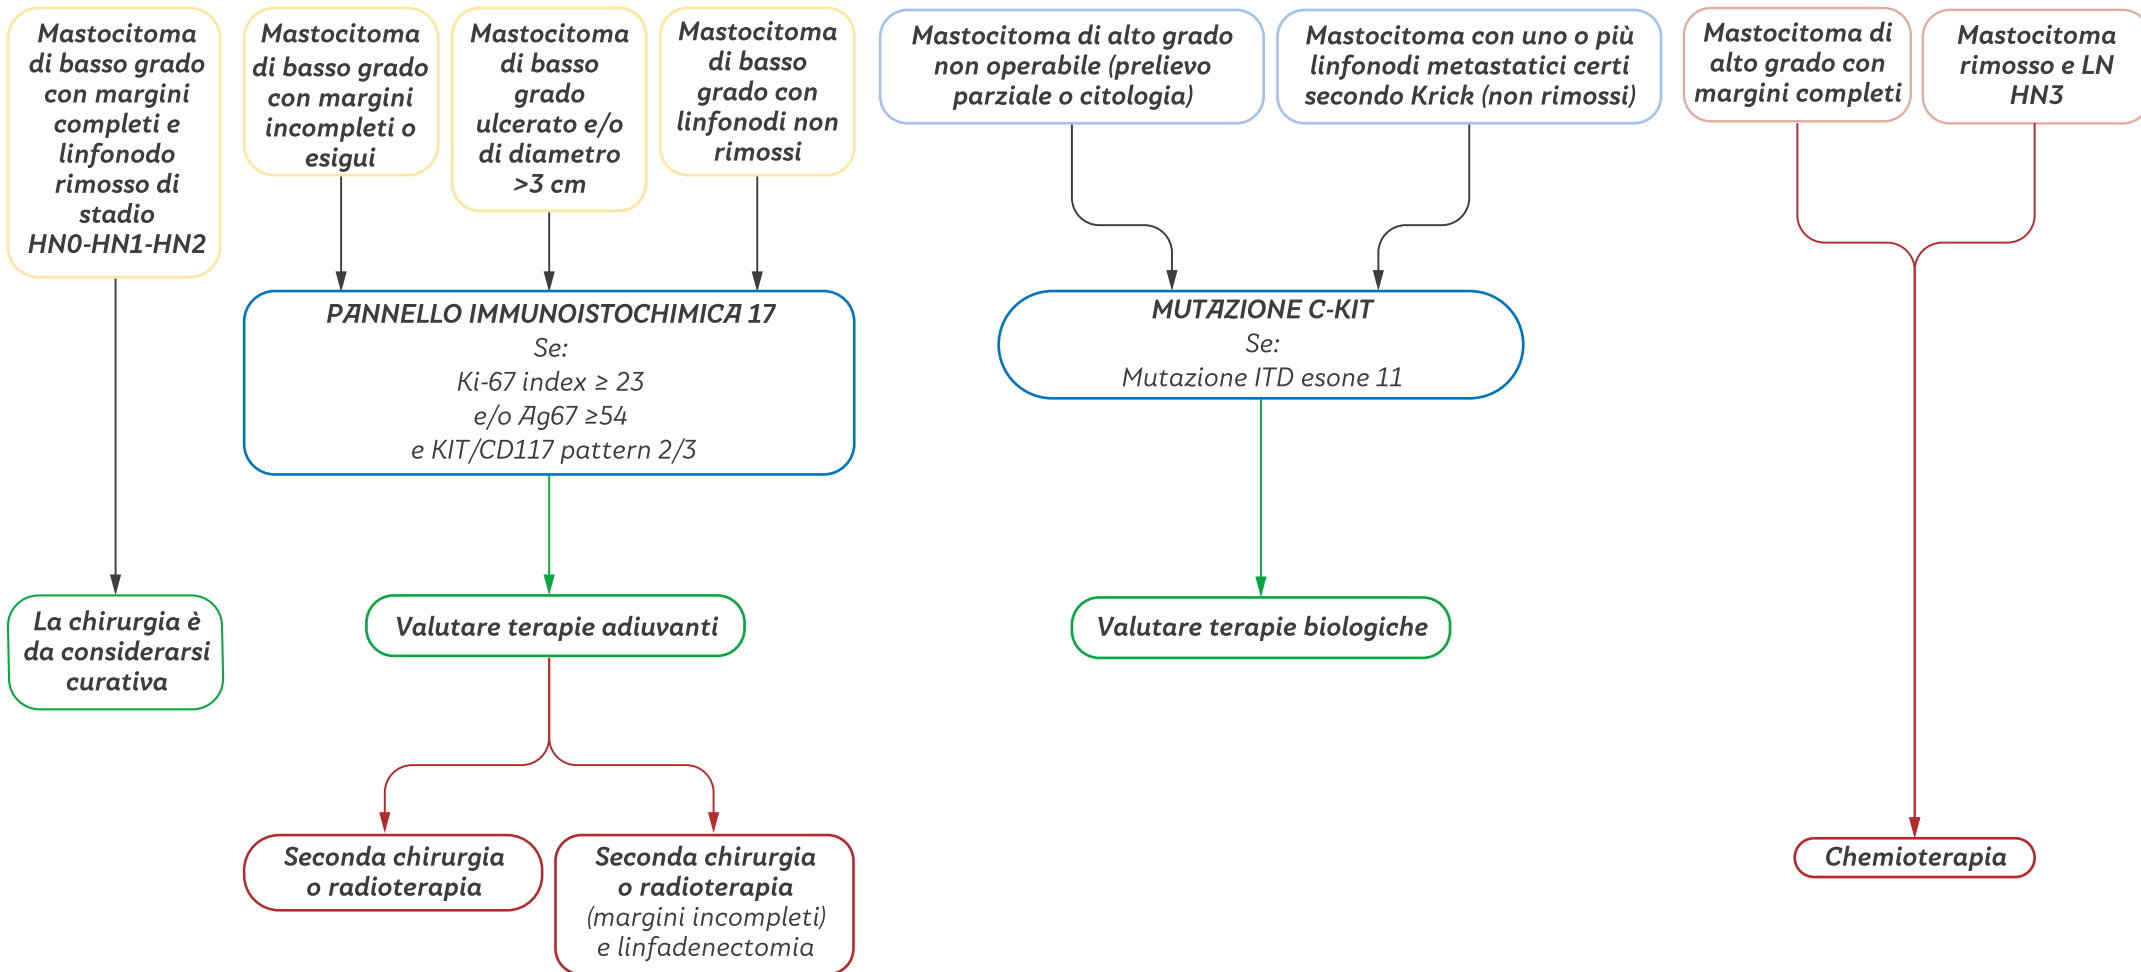 Mastocitoma
di basso grado
con margini
completi e
linfonodo
rimosso di
stadio
HN0-HN1-HN2
Mastocitoma
di basso grado
con margini
incompleti o
esigui
Mastocitoma
di basso
grado
ulcerato e/o
di diametro
>3 cm
Mastocitoma
di basso
grado con
linfonodi non
rimossi
Mastocitoma di alto grado
non operabile (prelievo
parziale o citologia)
Mastocitoma con uno o più
linfonodi metastatici certi
secondo Krick (non rimossi)
Mastocitoma di
alto grado con
margini completi
Mastocitoma
rimosso e LN
HN3
PANNELLO IMMUNOISTOCHIMICA 17
Se:
Ki-67 index ≥ 23
e/o Ag67 ≥54
e KIT/CD117 pattern 2/3
MUTAZIONE C-KIT
Se:
Mutazione ITD esone 11
La chirurgia è
da considerarsi
curativa
Valutare terapie adiuvanti
Valutare terapie biologiche
Seconda chirurgia
o radioterapia
Seconda chirurgia
o radioterapia
(margini incompleti)
e linfadenectomia
Chemioterapia